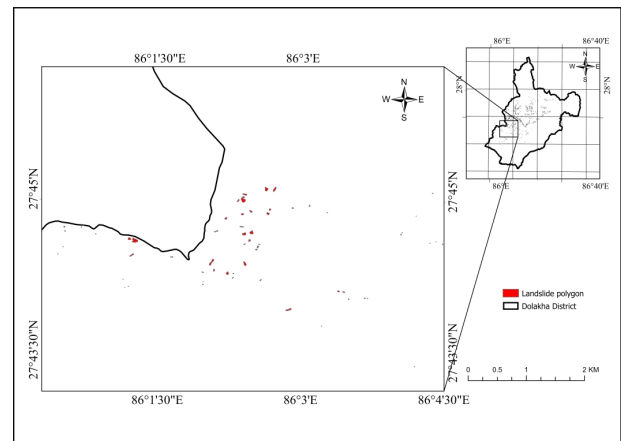 86°1'30"E 86°3'E
N
W E
S
27°45'N
27°43'30"N
27°45'N
27°43'30"N
86°1'30"E 86°3'E 86°4'30"E
86°E 86°40'E
N
W E
S
28°N
28°N
86°E 86°40'E
Landslide polygon
Dolakha District
0 0.5 1 2 KM